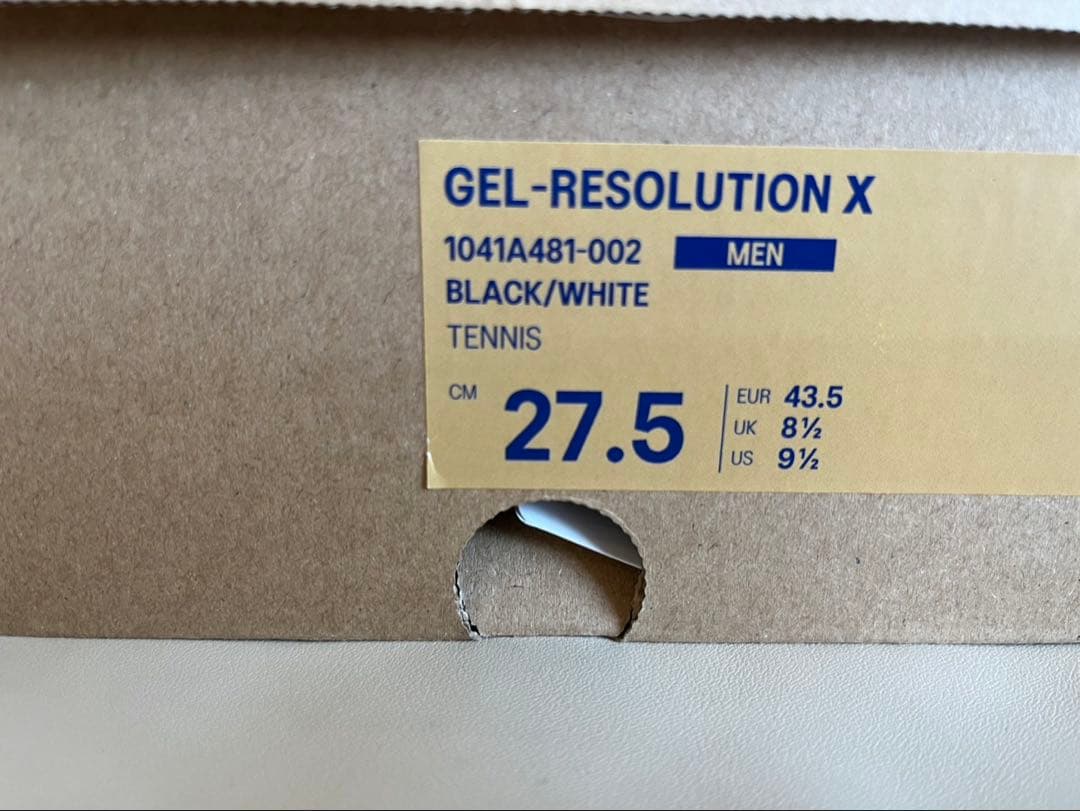 GEL-RESOLUTION X
1041A481-002 MEN
BLACK/WHITE
TENNIS
CM 27.5
EUR 43.5
UK 8½
US 9½